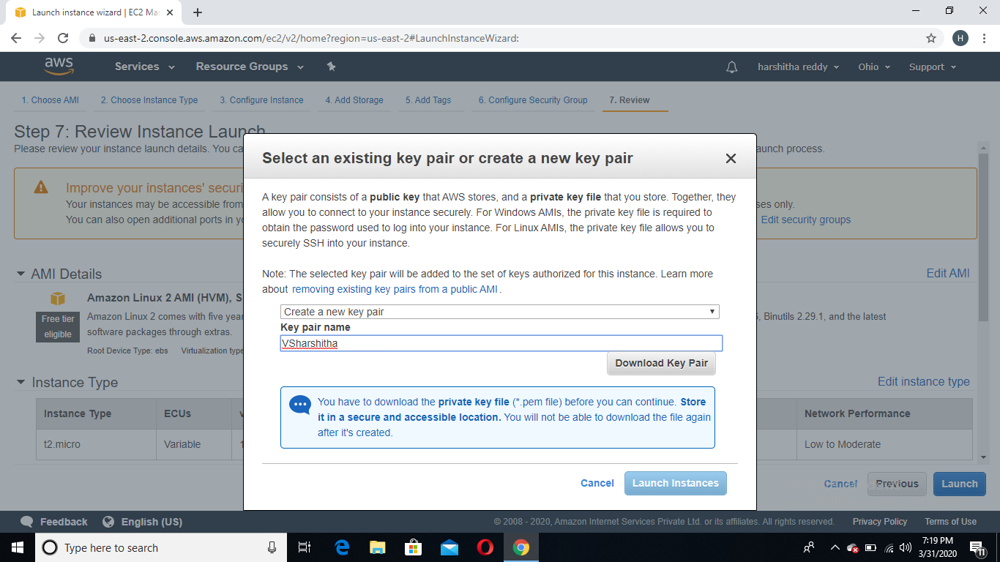 Launch instance wizard | EC2 Ma
us-east-2.console.aws.amazon.com/ec2/v2/home?region=us-east-2#LaunchInstanceWizard:
H
aws
Services
Resource Groups
harshitha reddy
Ohio
Support
1. Choose AMI
2. Choose Instance Type
3. Configure Instance
4. Add Storage
5. Add Tags
6. Configure Security Group
7. Review
Step 7: Review Instance Launch
Please review your instance launch details. You ca
aunch process.
Improve your instances' securi
Your instances may be accessible from
ses only.
You can also open additional ports in yo
Edit security groups
AMI Details
Edit AMI
Amazon Linux 2 AMI (HVM), S
Free tier
eligible
Amazon Linux 2 comes with five year
, Binutils 2.29.1, and the latest
software packages through extras.
Root Device Type: ebs
Virtualization type
Instance Type
Edit instance type
Instance Type
ECUs
Network Performance
t2.micro
Variable
1
Low to Moderate
Select an existing key pair or create a new key pair
A key pair consists of a public key that AWS stores, and a private key file that you store. Together, they
allow you to connect to your instance securely. For Windows AMIs, the private key file is required to
obtain the password used to log into your instance. For Linux AMIs, the private key file allows you to
securely SSH into your instance.
Note: The selected key pair will be added to the set of keys authorized for this instance. Learn more
about removing existing key pairs from a public AMI.
Create a new key pair
Key pair name
VSharshitha
Download Key Pair
You have to download the private key file (*.pem file) before you can continue. Store
it in a secure and accessible location. You will not be able to download the file again
after it's created.
Cancel
Launch Instances
Cancel
Previous
Launch
Feedback
English (US)
© 2008 - 2020, Amazon Internet Services Private Ltd. or its affiliates. All rights reserved.
Privacy Policy
Terms of Use
Type here to search
7:19 PM
3/31/2020
11